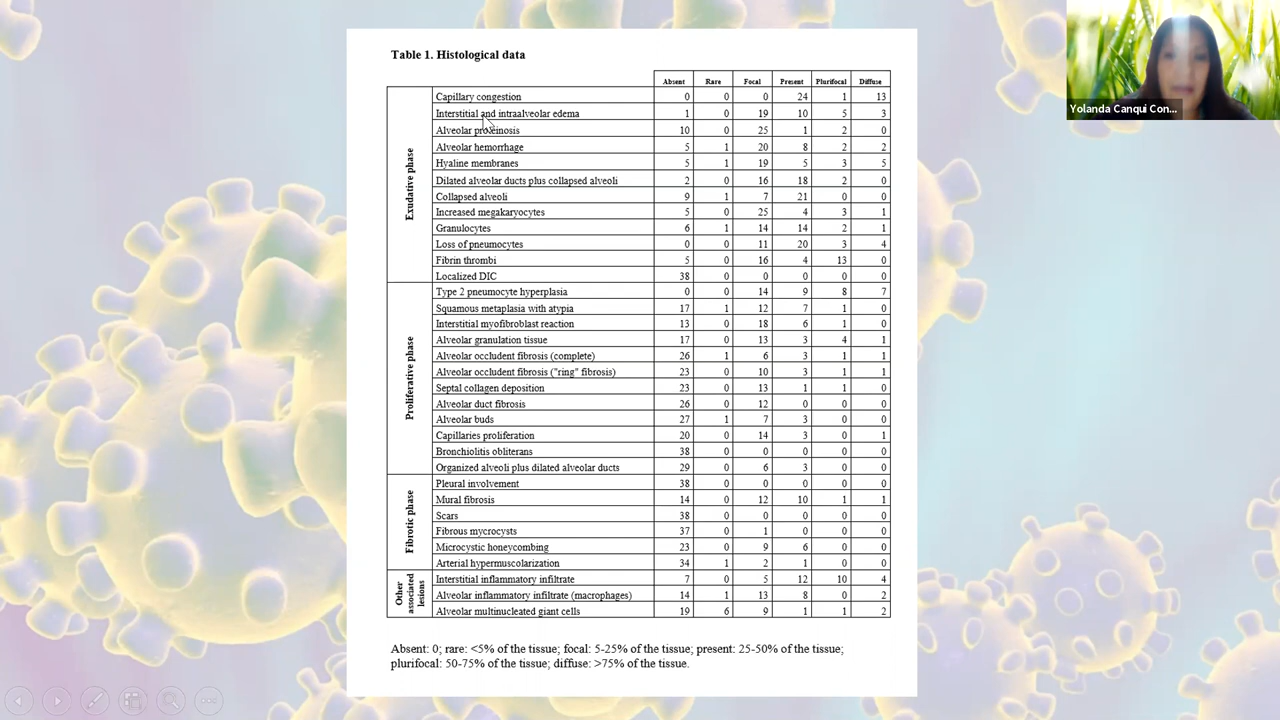 Table 1. Histological data
Absent Rare Focal Present Plurifocal Diffuse
Exudative phase
Capillary congestion 0 0 0 24 1 13
Interstitial and intraalveolar edema 1 0 19 10 5 3
Alveolar proteinosis 10 0 25 1 2 0
Alveolar hemorrhage 5 1 20 8 2 2
Hyaline membranes 5 1 19 5 3 5
Dilated alveolar ducts plus collapsed alveoli 2 0 16 18 2 0
Collapsed alveoli 9 1 7 21 0 0
Increased megakaryocytes 5 0 25 4 3 1
Granulocytes 6 1 14 14 2 1
Loss of pneumocytes 0 0 11 20 3 4
Fibrin thrombi 5 0 16 4 13 0
Localized DIC 38 0 0 0 0 0
Proliferative phase
Type 2 pneumocyte hyperplasia 0 0 14 9 8 7
Squamous metaplasia with atypia 17 1 12 7 1 0
Interstitial myofibroblast reaction 13 0 18 6 1 0
Alveolar granulation tissue 17 0 13 3 4 1
Alveolar occludent fibrosis (complete) 26 1 6 3 1 1
Alveolar occludent fibrosis ("ring" fibrosis) 23 0 10 3 1 1
Septal collagen deposition 23 0 13 1 1 0
Alveolar duct fibrosis 26 0 12 0 0 0
Alveolar buds 27 1 7 3 0 0
Capillaries proliferation 20 0 14 3 0 1
Bronchiolitis obliterans 38 0 0 0 0 0
Organized alveoli plus dilated alveolar ducts 29 0 6 3 0 0
Fibrotic phase
Pleural involvement 38 0 0 0 0 0
Mural fibrosis 14 0 12 10 1 1
Scars 38 0 0 0 0 0
Fibrous mycrocysts 37 0 1 0 0 0
Microcystic honeycombing 23 0 9 6 0 0
Arterial hypermuscolarization 34 1 2 1 0 0
Other
associated
lesions
Interstitial inflammatory infiltrate 7 0 5 12 10 4
Alveolar inflammatory infiltrate (macrophages) 14 1 13 8 0 2
Alveolar multinucleated giant cells 19 6 9 1 1 2
Absent: 0; rare: <5% of the tissue; focal: 5-25% of the tissue; present: 25-50% of the tissue;
plurifocal: 50-75% of the tissue; diffuse: >75% of the tissue.
Yolanda Canqui Con...